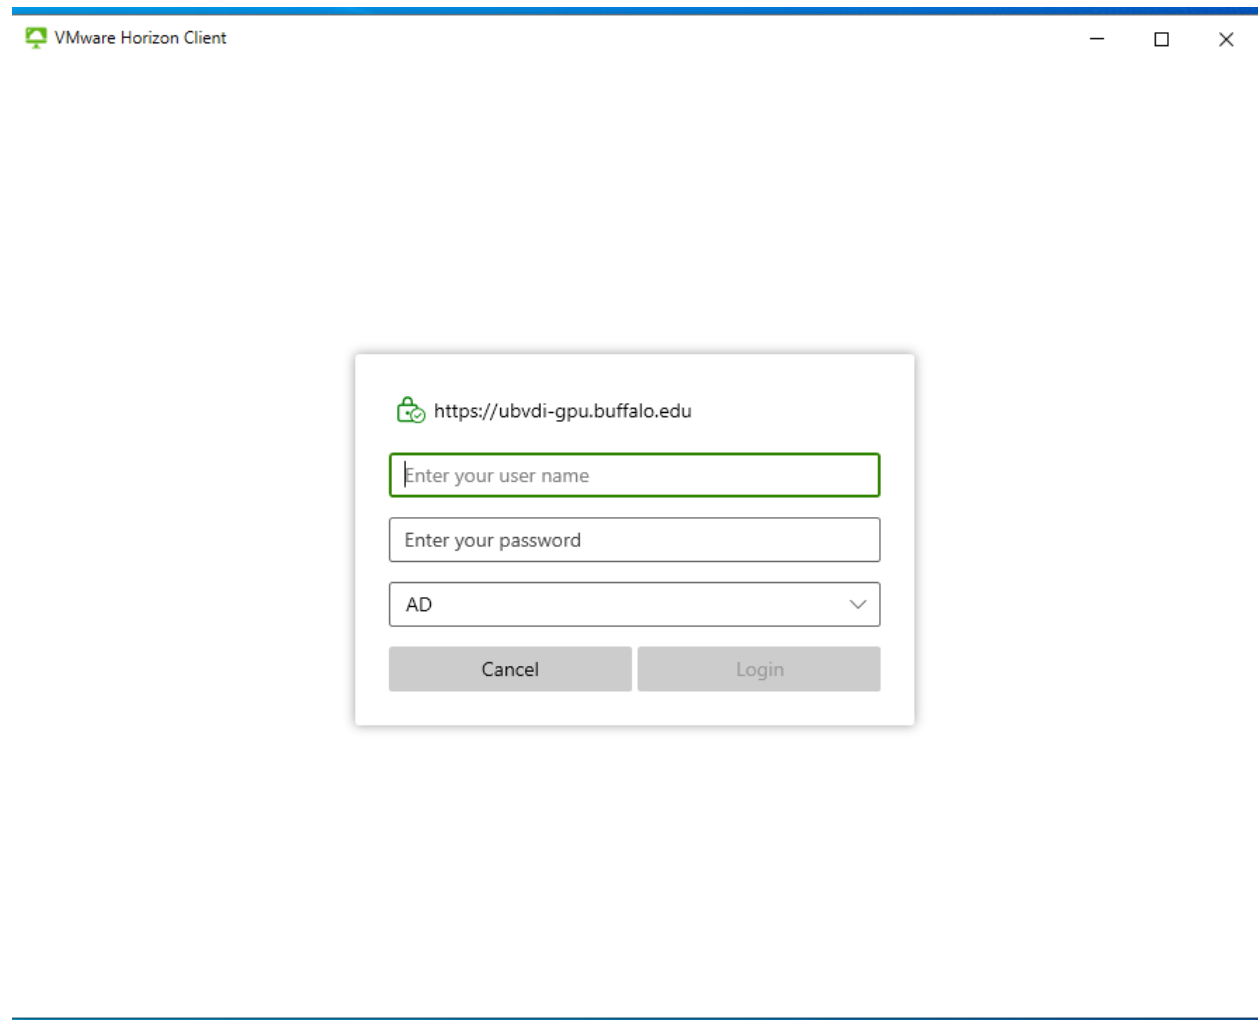 VMware Horizon Client
https://ubvdi-gpu.buffalo.edu
Enter your user name
Enter your password
AD
Cancel Login